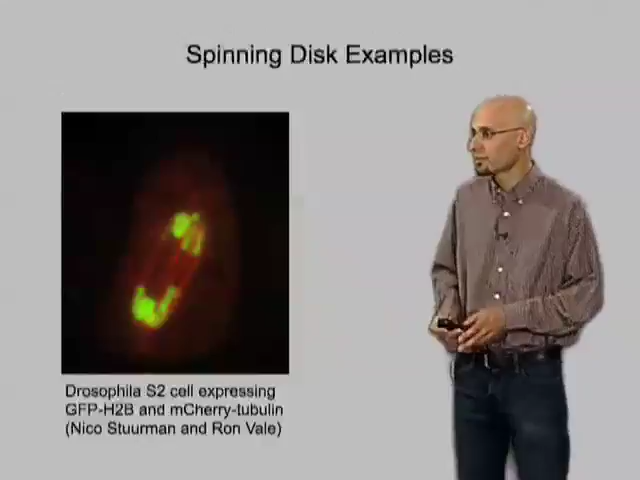 Spinning Disk Examples
Drosophila S2 cell expressing
GFP-H2B and mCherry-tubulin
(Nico Stuurman and Ron Vale)